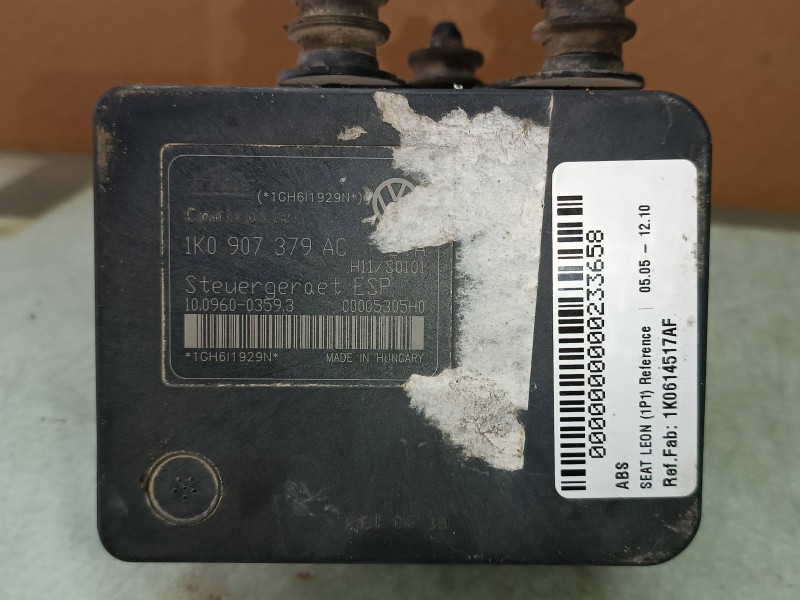 (*1GH6I1929N*)
1K0 907 379 AC
H11/S0101
Steuergeraet ESP
10.0960-0359.3 00005305H0
*1GH6I1929N* MADE IN HUNGARY
0000000000000233658
ABS
SEAT LEON (1P1) Reference | 05.05 - 12.10
Ref.Fab: 1K0614517AF